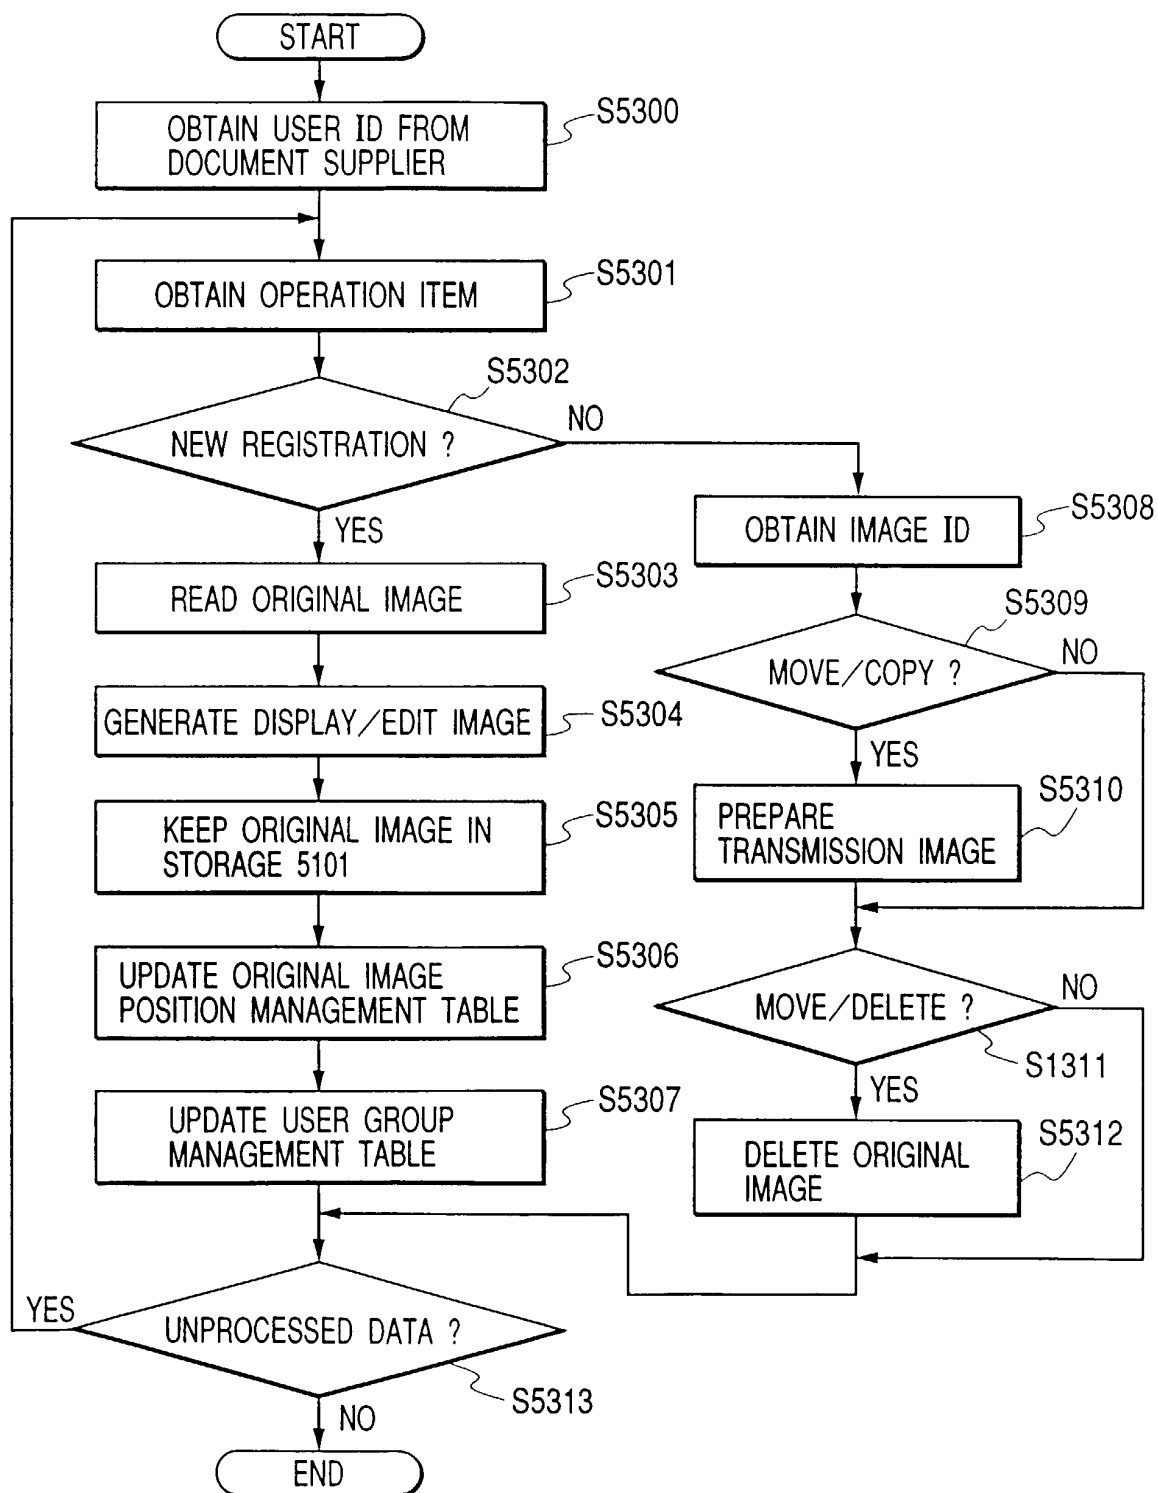 START
OBTAIN USER ID FROM
DOCUMENT SUPPLIER
S5300
OBTAIN OPERATION ITEM
S5301
S5302
NEW REGISTRATION ?
NO
YES
READ ORIGINAL IMAGE
S5303
GENERATE DISPLAY/EDIT IMAGE
S5304
KEEP ORIGINAL IMAGE IN
STORAGE 5101
S5305
UPDATE ORIGINAL IMAGE
POSITION MANAGEMENT TABLE
S5306
UPDATE USER GROUP
MANAGEMENT TABLE
S5307
OBTAIN IMAGE ID
S5308
S5309
MOVE/COPY ?
NO
YES
PREPARE
TRANSMISSION IMAGE
S5310
MOVE/DELETE ?
NO
S1311
YES
DELETE ORIGINAL
IMAGE
S5312
YES
UNPROCESSED DATA ?
S5313
NO
END